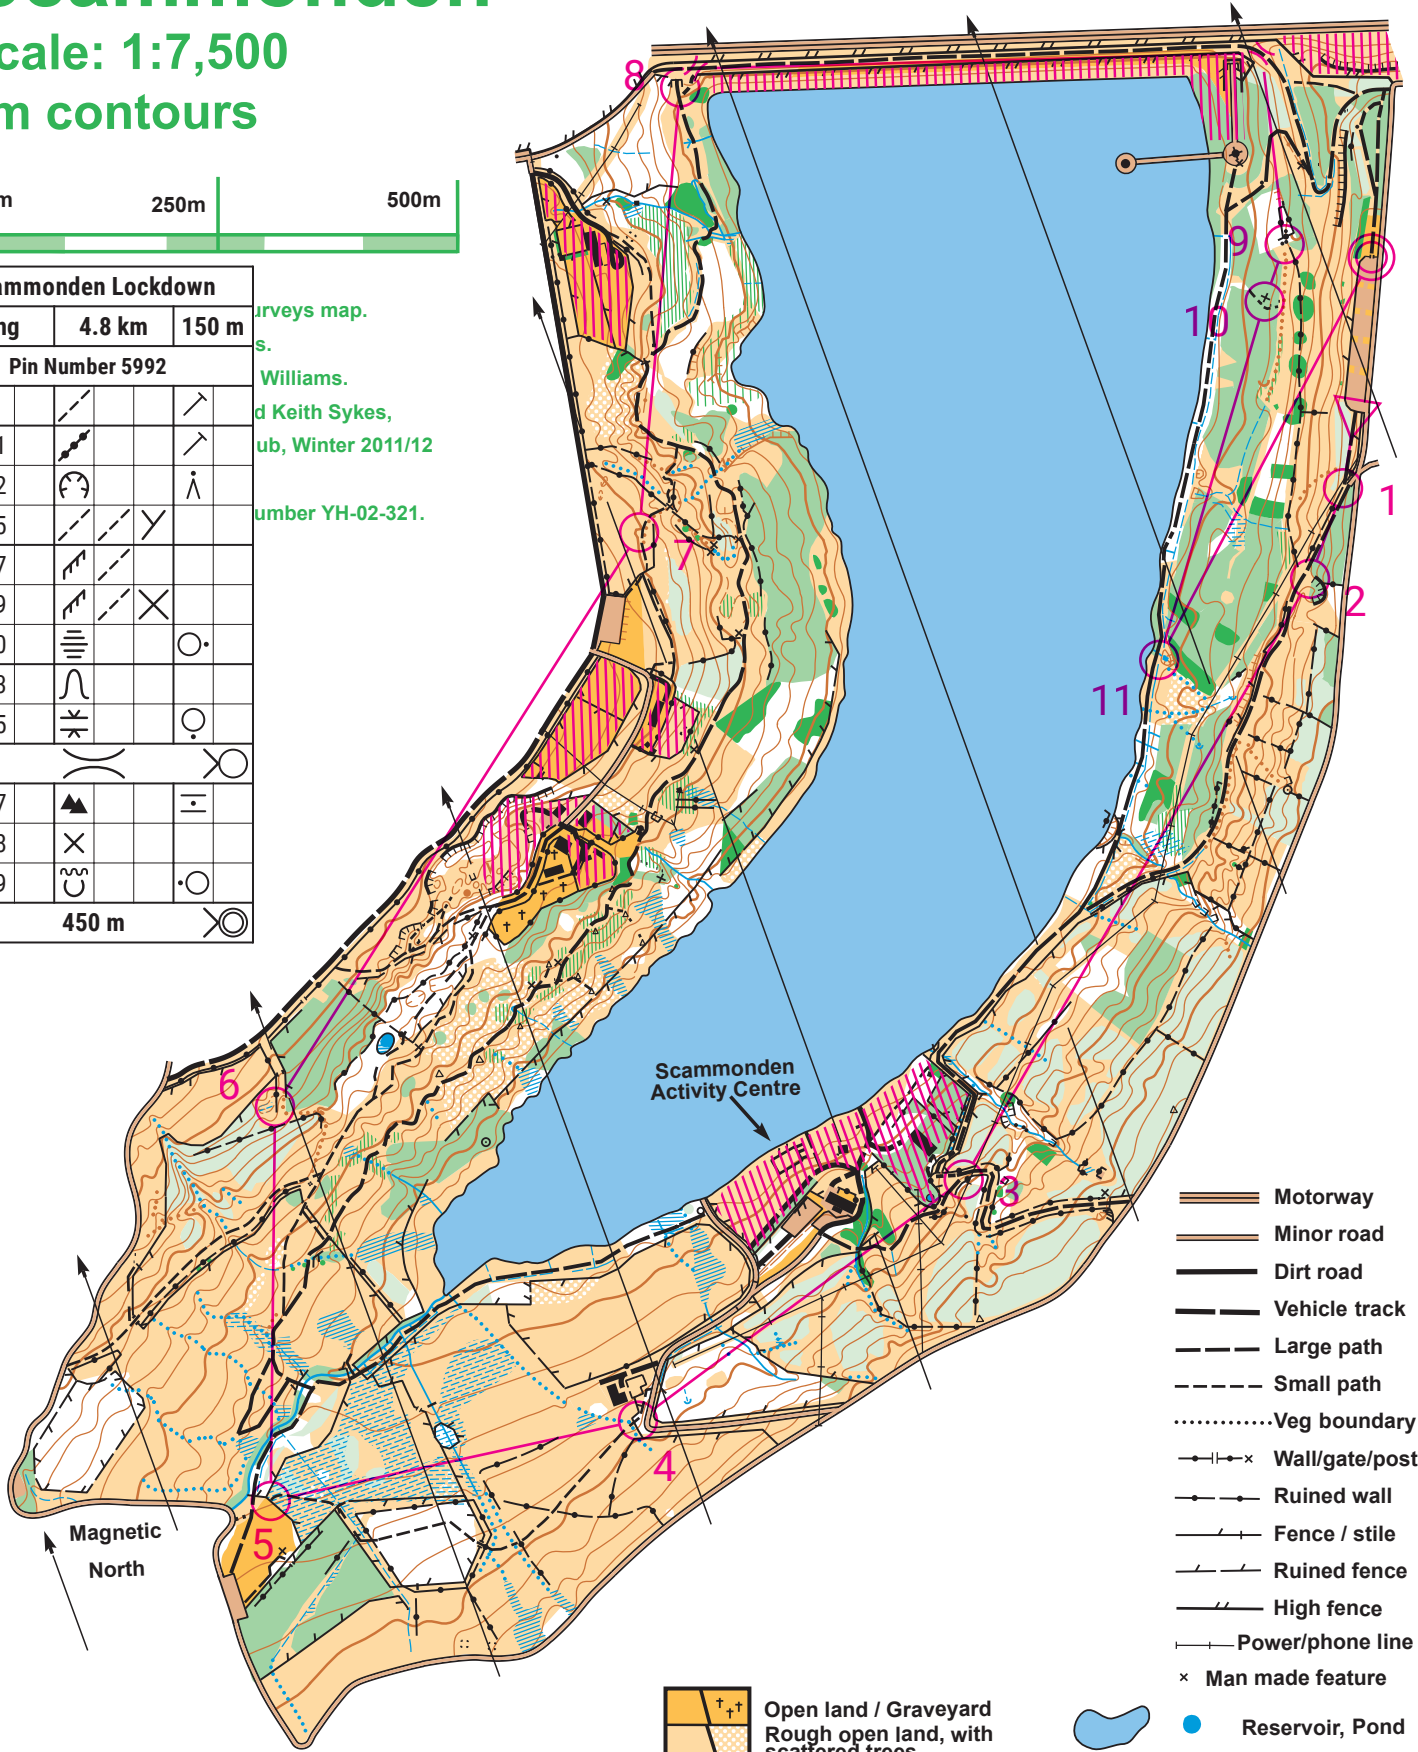 cale: 1:7,500
m contours
m 250m 500m
ammonden Lockdown
ng 4.8 km 150 m
Pin Number 5992
450 m
urveys map.
s.
Williams.
d Keith Sykes,
ub, Winter 2011/12
umber YH-02-321.
8
9
10
1
2
7
11
6
3
4
5
Scammonden
Activity Centre
Magnetic
North
Motorway
Minor road
Dirt road
Vehicle track
Large path
Small path
Veg boundary
Wall/gate/post
Ruined wall
Fence / stile
Ruined fence
High fence
Power/phone line
Man made feature
Reservoir, Pond
Open land / Graveyard
Rough open land, with
scattered trees